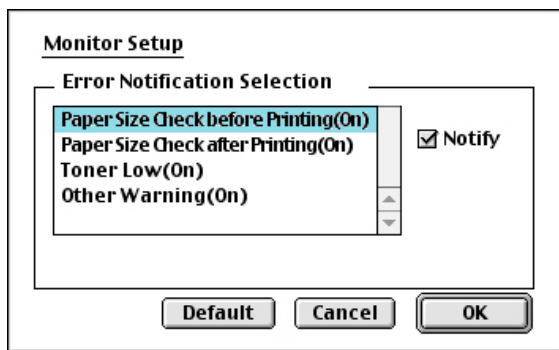 Monitor Setup
Error Notification Selection
Paper Size Check before Printing(On)
Paper Size Check after Printing(On)
Toner Low(On)
Other Warning(On)
Notify
Default
Cancel
OK